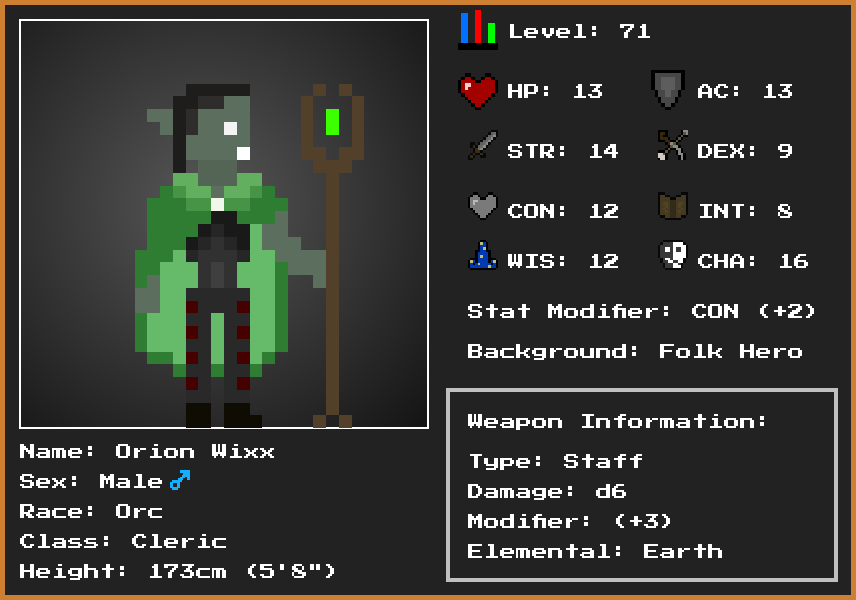 Level: 71
HP: 13
AC: 13
STR: 14
DEX: 9
CON: 12
INT: 8
WIS: 12
CHA: 16
Stat Modifier: CON (+2)
Background: Folk Hero
Weapon Information:
Type: Staff
Damage: d6
Modifier: (+3)
Elemental: Earth
Name: Orion Wixx
Sex: Male♂
Race: Orc
Class: Cleric
Height: 173cm (5'8")